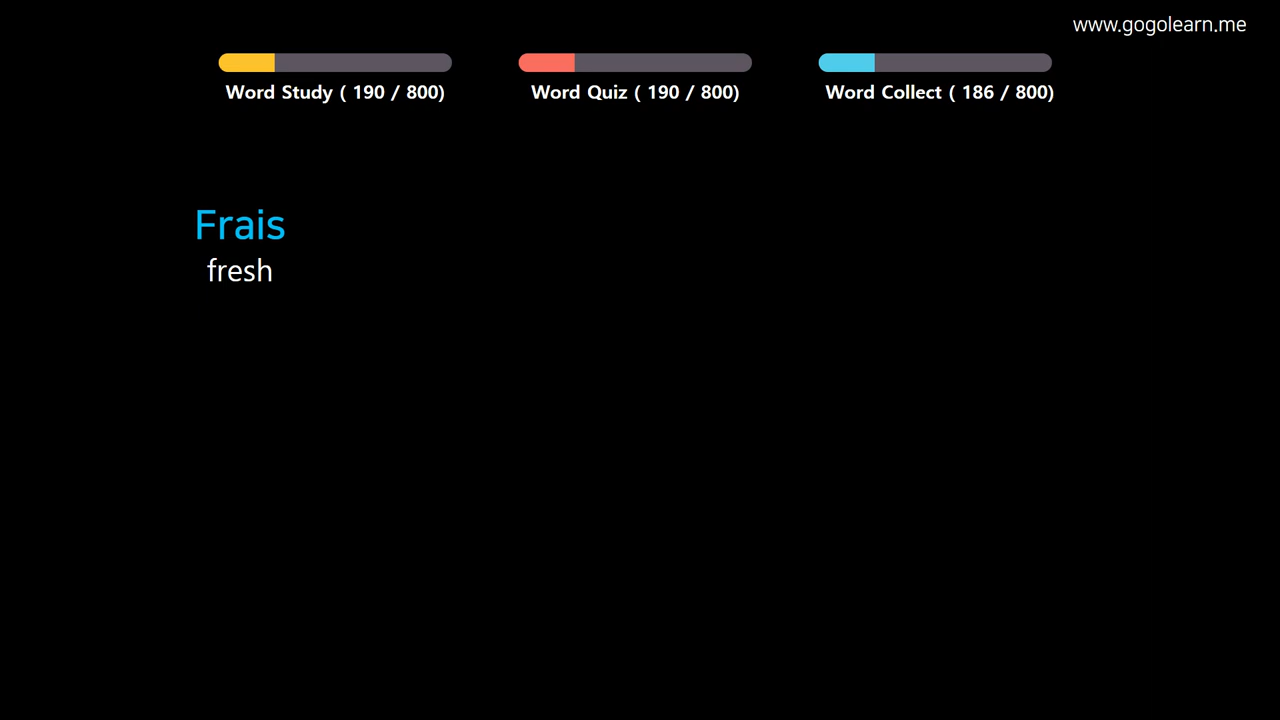 www.gogolearn.me
Word Study ( 190 / 800)
Word Quiz ( 190 / 800)
Word Collect ( 186 / 800)
Frais
fresh